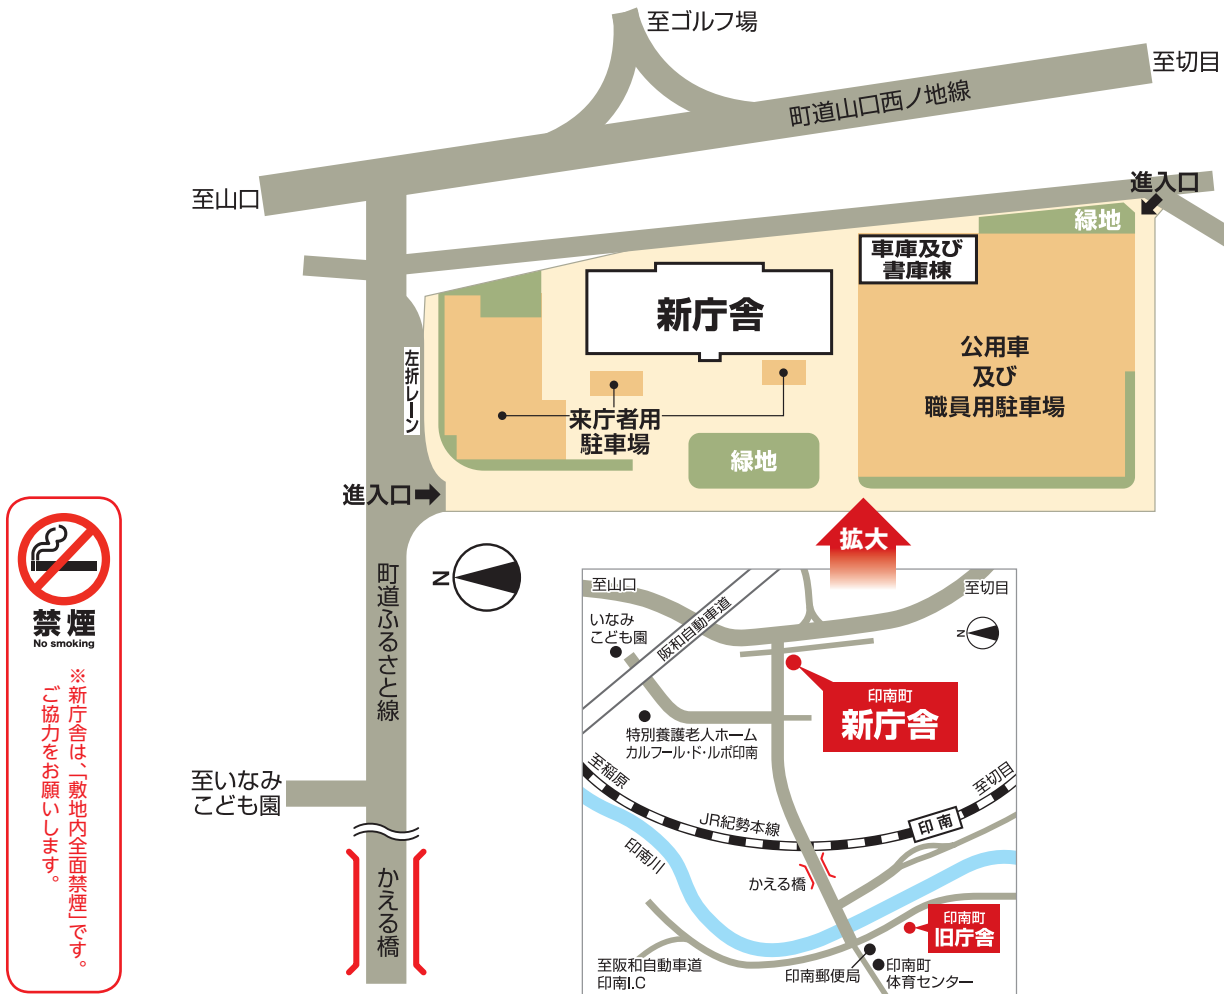 至ゴルフ場
至切目
町道山口西ノ地線
至山口
進入口
緑地
車庫及び
書庫棟
新庁舎
公用車
及び
職員用駐車場
左折レーン
来庁者用
駐車場
緑地
進入口
拡大
N
町道ふるさと線
至いなみ
こども園
かえる橋
禁煙
No smoking
※新庁舎は、「敷地内全面禁煙」です。
ご協力をお願いします。
至山口
至切目
阪和自動車道
いなみ
こども園
N
印南町
新庁舎
特別養護老人ホーム
カルフール・ド・ルポ印南
至稲原
至切目
JR紀勢本線
印南
印南川
かえる橋
印南町
旧庁舎
至阪和自動車道
印南I.C
印南郵便局
印南町
体育センター